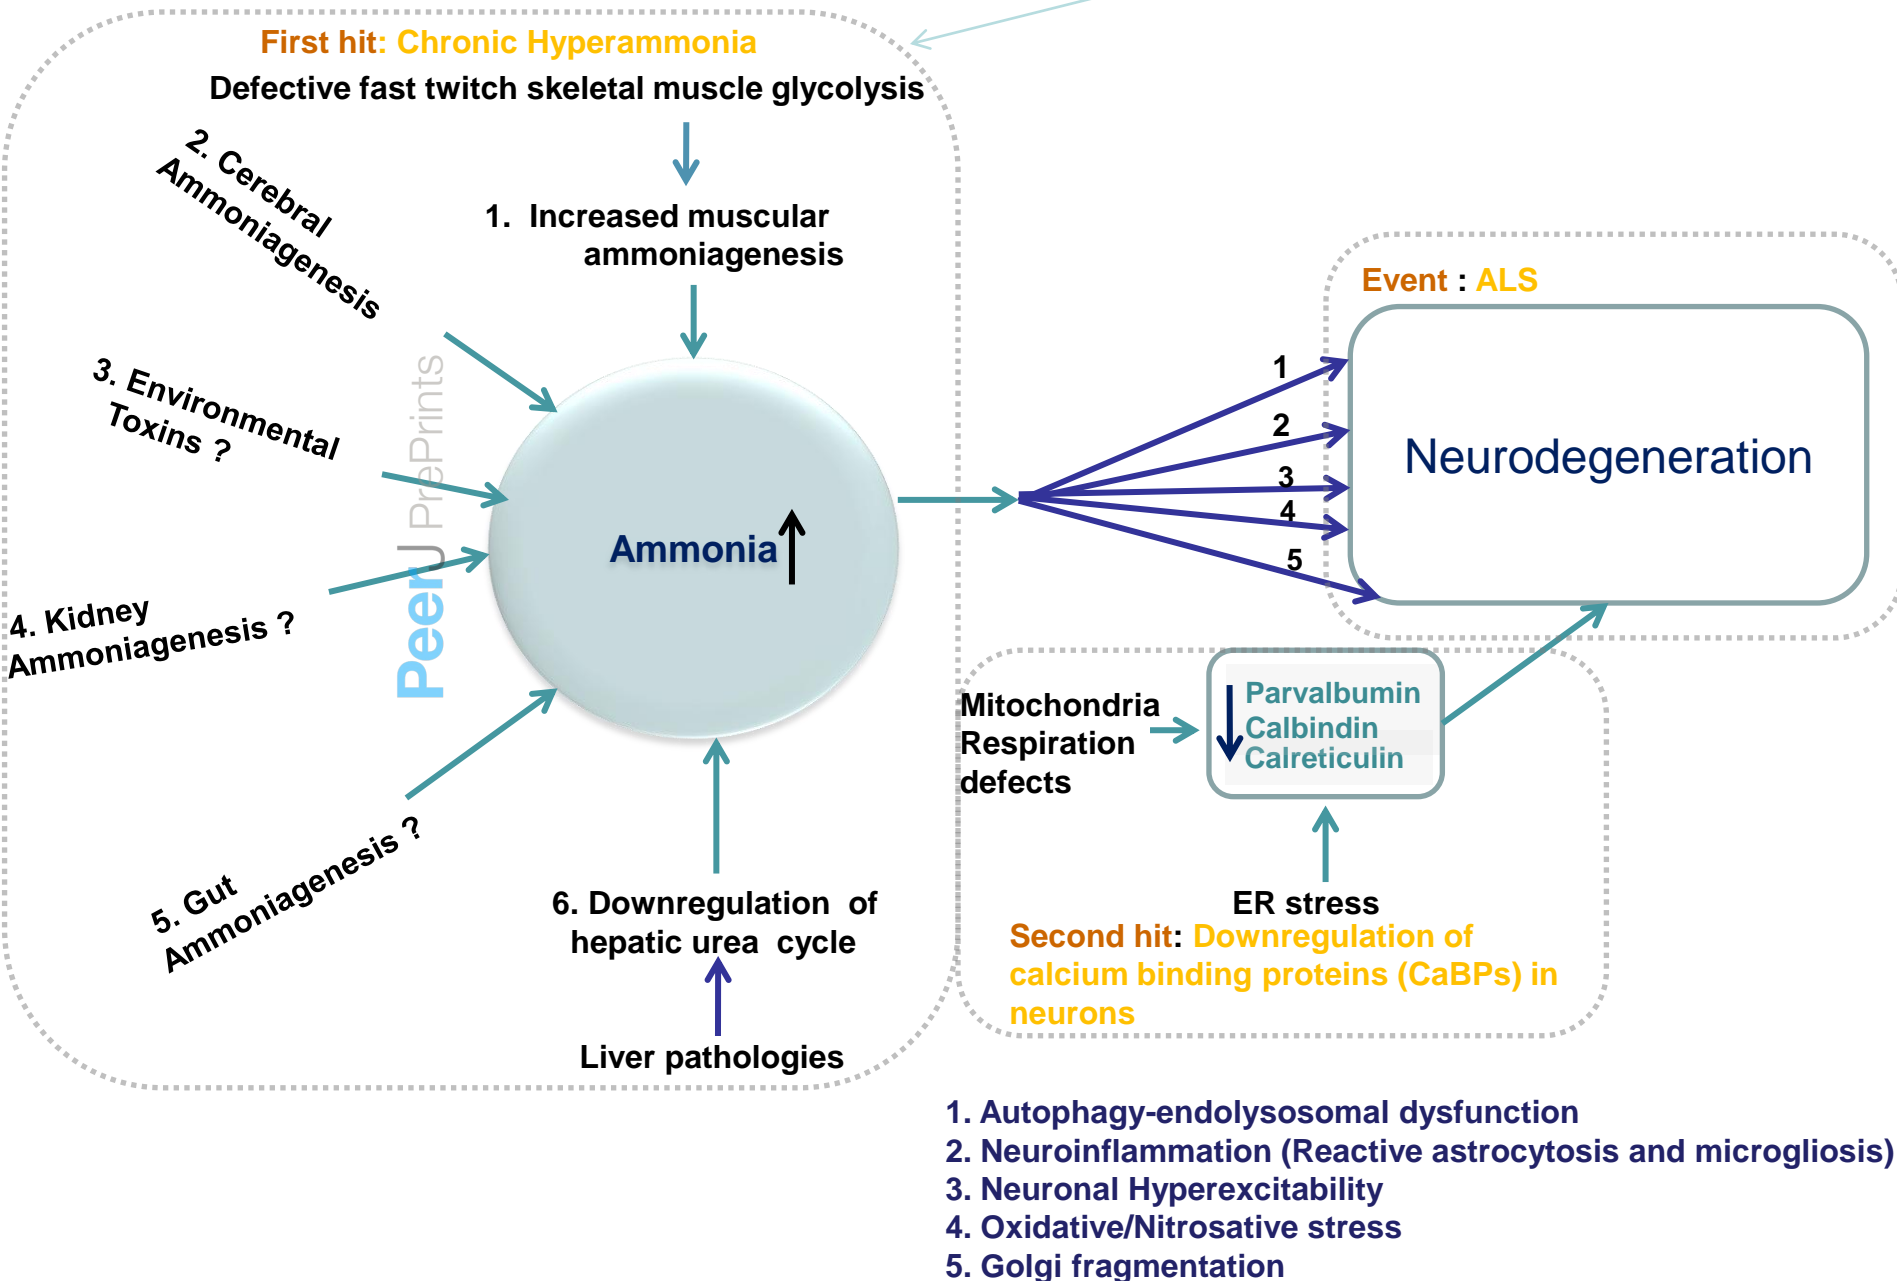 First hit: Chronic Hyperammonia
Defective fast twitch skeletal muscle glycolysis
1. Increased muscular
ammoniagenesis
2. Cerebral
Ammoniagenesis
3. Environmental
Toxins ?
4. Kidney
Ammoniagenesis ?
5. Gut
Ammoniagenesis ?
6. Downregulation of
hepatic urea cycle
Liver pathologies
Ammonia
PeerJ PrePrints
1
2
3
4
5
Event : ALS
Neurodegeneration
Mitochondria
Respiration
defects
Parvalbumin
Calbindin
Calreticulin
ER stress
Second hit: Downregulation of
calcium binding proteins (CaBPs) in
neurons
1. Autophagy-endolysosomal dysfunction
2. Neuroinflammation (Reactive astrocytosis and microgliosis)
3. Neuronal Hyperexcitability
4. Oxidative/Nitrosative stress
5. Golgi fragmentation